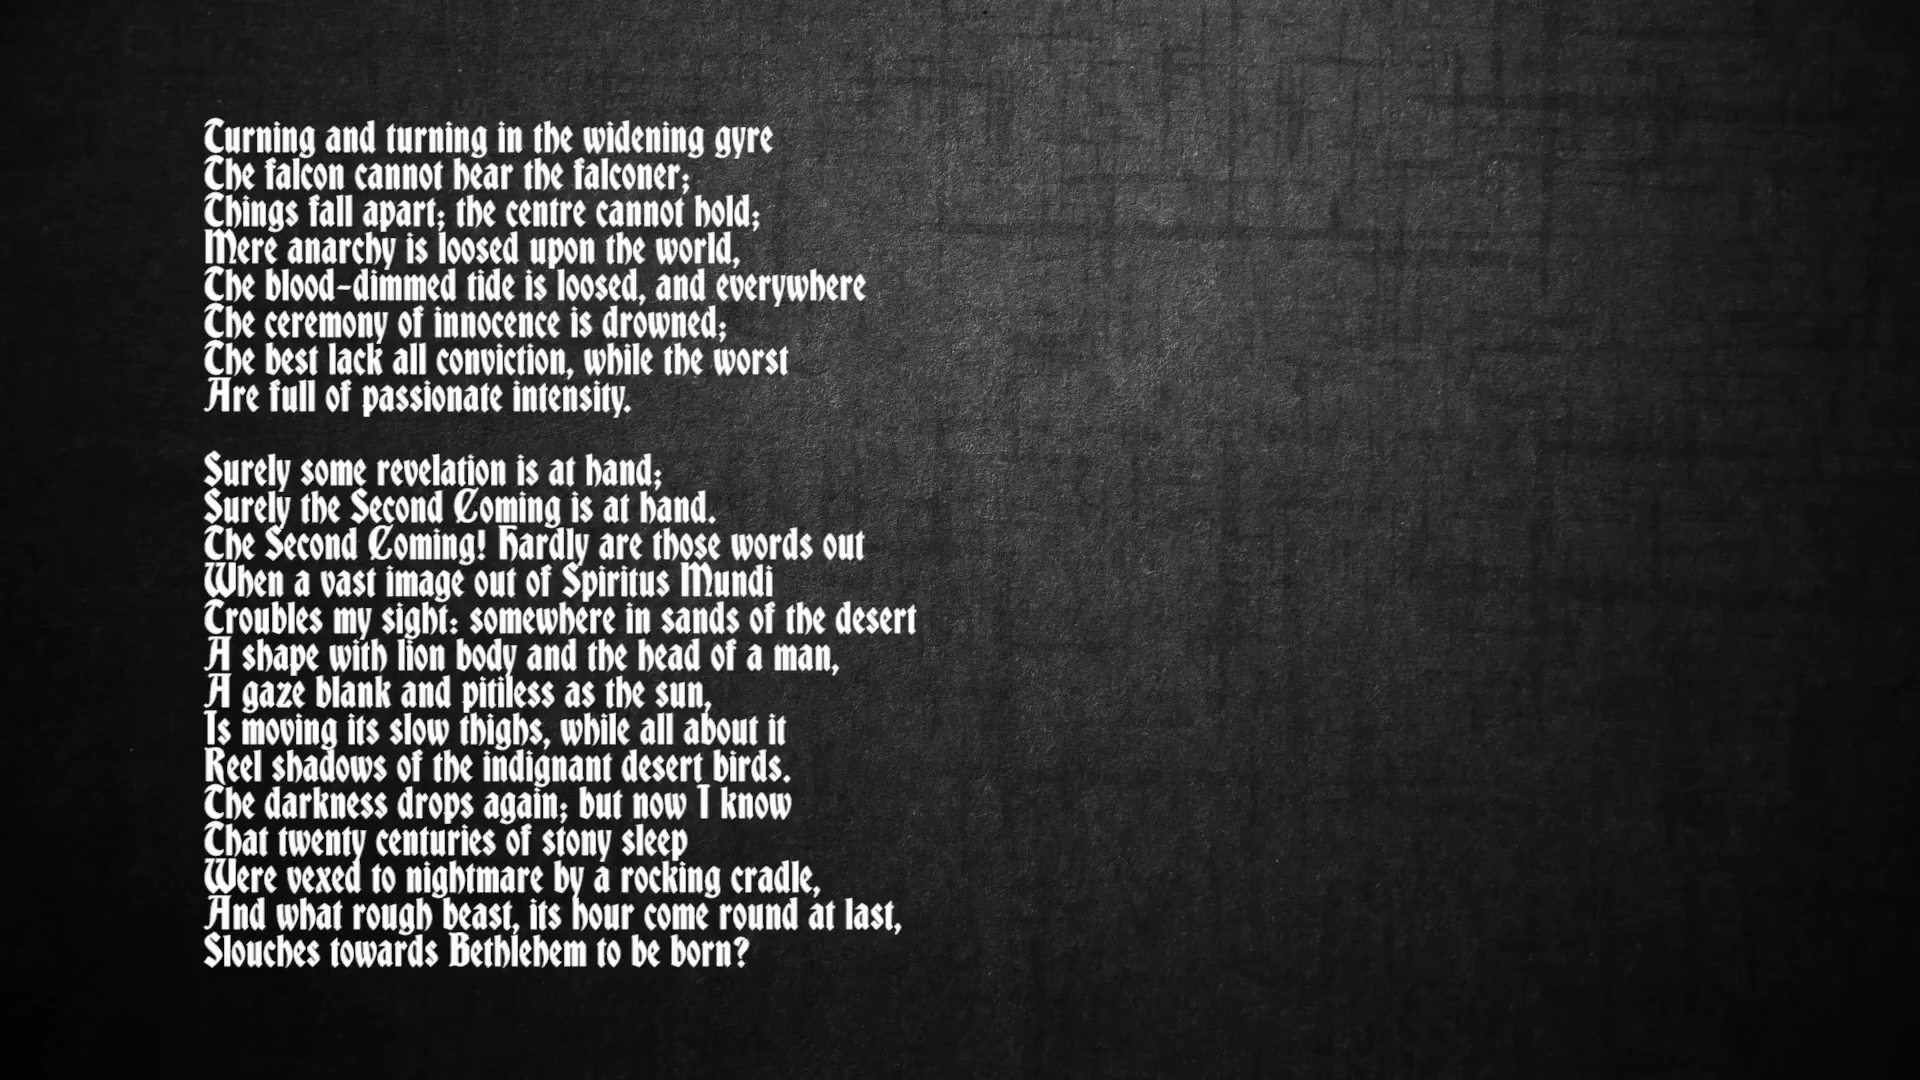 Turning and turning in the widening gyre
The falcon cannot hear the falconer;
Things fall apart; the centre cannot hold;
Mere anarchy is loosed upon the world,
The blood-dimmed tide is loosed, and everywhere
The ceremony of innocence is drowned;
The best lack all conviction, while the worst
Are full of passionate intensity.

Surely some revelation is at hand;
Surely the Second Coming is at hand.
The Second Coming! Hardly are those words out
When a vast image out of Spiritus Mundi
Troubles my sight: somewhere in sands of the desert
A shape with lion body and the head of a man,
A gaze blank and pitiless as the sun,
Is moving its slow thighs, while all about it
Reel shadows of the indignant desert birds.
The darkness drops again; but now I know
That twenty centuries of stony sleep
Were vexed to nightmare by a rocking cradle,
And what rough beast, its hour come round at last,
Slouches towards Bethlehem to be born?